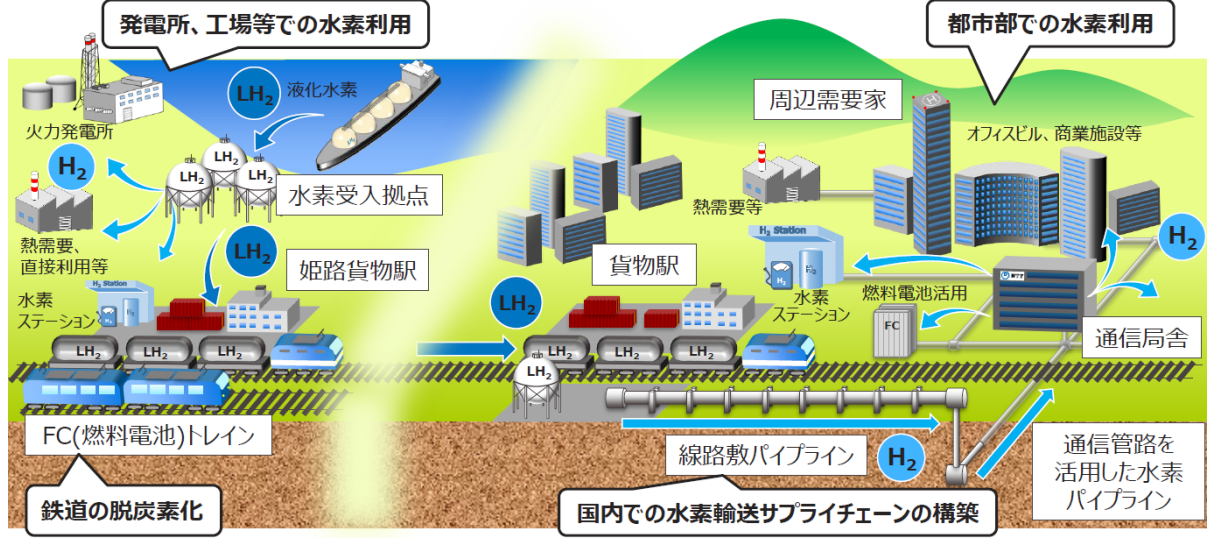 発電所、工場等での水素利用
都市部での水素利用
LH2
液化水素
火力発電所
H2
LH2
LH2
LH2
水素受入拠点
熱需要、
直接利用等
LH2
姫路貨物駅
H2 Station
H2
水素
ステーション
LH2
LH2
LH2
FC(燃料電池)トレイン
鉄道の脱炭素化
周辺需要家
オフィスビル、商業施設等
H
熱需要等
H2
貨物駅
H2 Station
H2
H2
水素
ステーション
燃料電池活用
NTT
FC
通信局舎
LH2
LH2
LH2
LH2
LH2
線路敷パイプライン
H2
通信管路を
活用した水素
パイプライン
国内での水素輸送サプライチェーンの構築